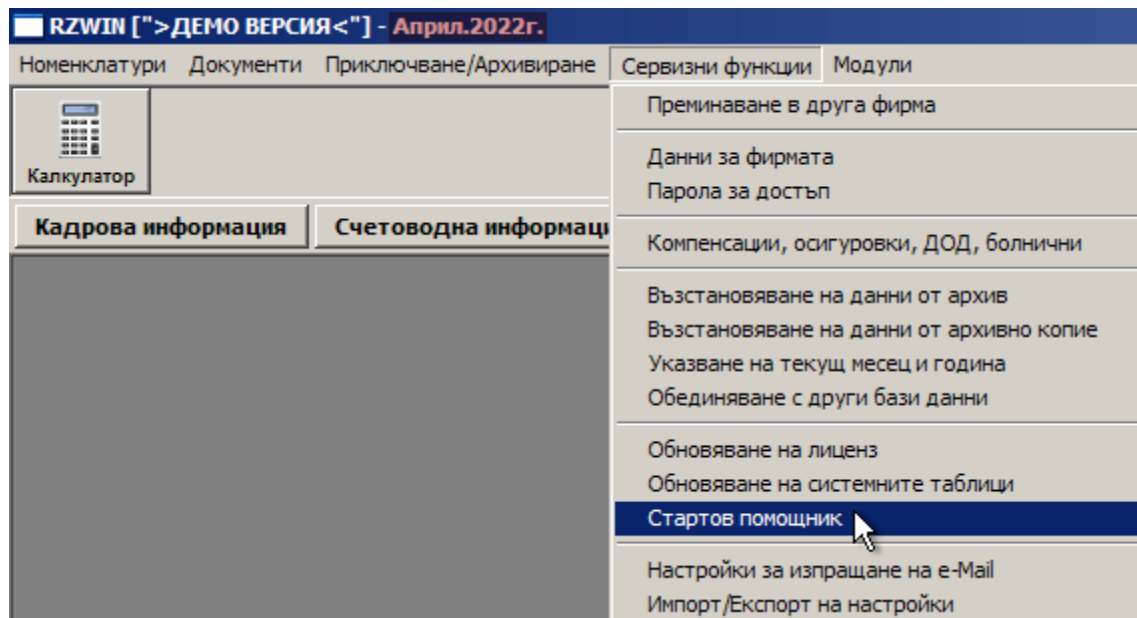 RZWIN [">ДЕМО ВЕРСИЯ<"] - Април.2022г.
Номенклатури Документи Приключване/Архивиране Сервизни функции Модули
Калкулатор
Кадрова информация Счетоводна информаци
Преминаване в друга фирма
Данни за фирмата
Парола за достъп
Компенсации, осигуровки, ДОД, болнични
Възстановяване на данни от архив
Възстановяване на данни от архивно копие
Указване на текущ месец и година
Обединяване с други бази данни
Обновяване на лиценз
Обновяване на системните таблици
Стартов помощник
Настройки за изпращане на e-Mail
Импорт/Експорт на настройки